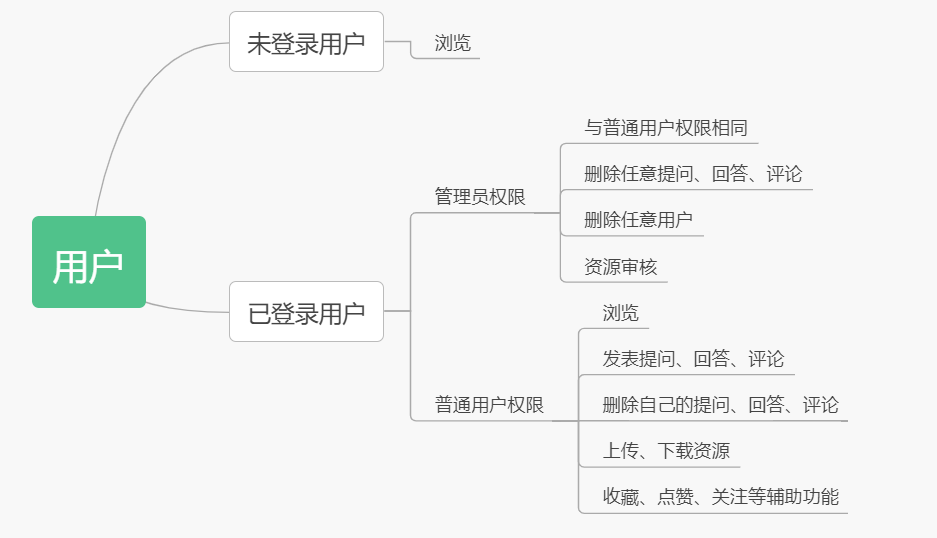 用户
未登录用户
浏览
已登录用户
管理员权限
与普通用户权限相同
删除任意提问、回答、评论
删除任意用户
资源审核
普通用户权限
浏览
发表提问、回答、评论
删除自己的提问、回答、评论
上传、下载资源
收藏、点赞、关注等辅助功能